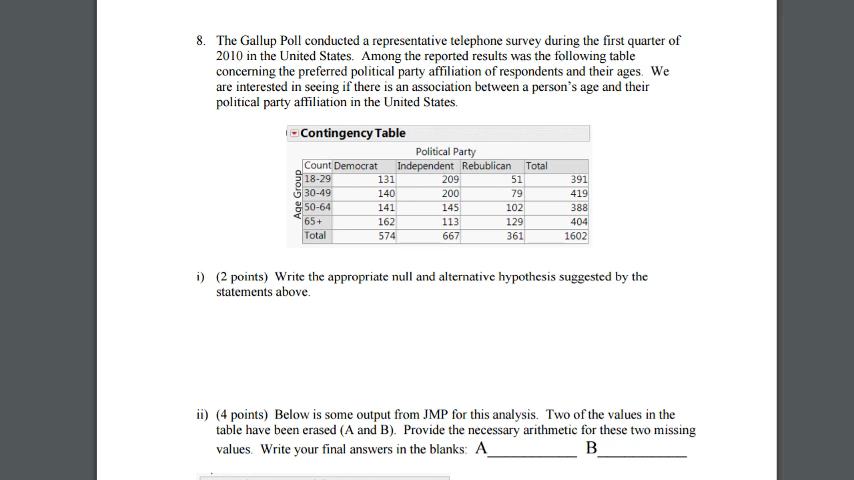 8. The Gallup Poll conducted a representative telephone survey during the first quarter of
2010 in the United States. Among the reported results was the following table
concerning the preferred political party affiliation of respondents and their ages. We
are interested in seeing if there is an association between a person's age and their
political party affiliation in the United States.
Contingency Table
Political Party
Count Democrat Independent Rebublican Total
Age Group
18-29 131 209 51 391
30-49 140 200 79 419
50-64 141 145 102 388
65+ 162 113 129 404
Total 574 667 361 1602
i) (2 points) Write the appropriate null and alternative hypothesis suggested by the
statements above.
ii) (4 points) Below is some output from JMP for this analysis. Two of the values in the
table have been erased (A and B). Provide the necessary arithmetic for these two missing
values. Write your final answers in the blanks: A__________ B__________